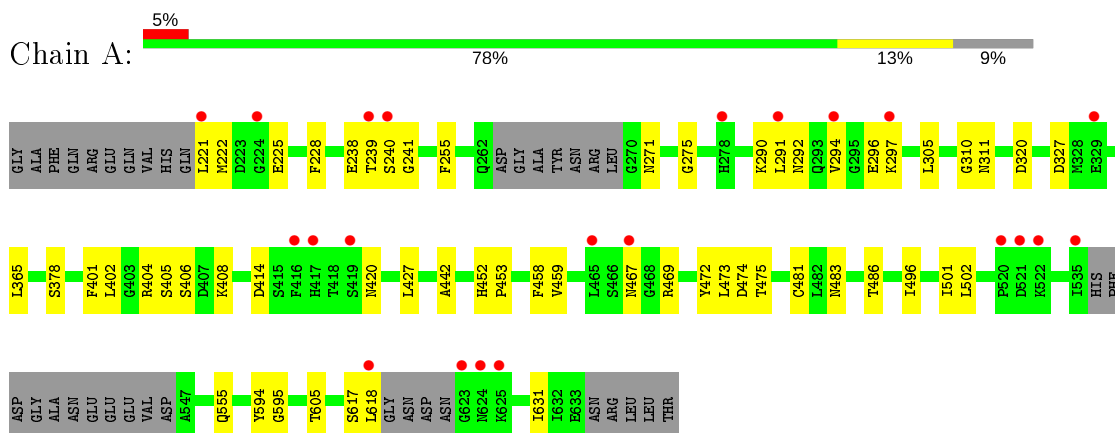 5%
Chain A:
78% 13% 9%
GLY ALA PHE GLN ARG GLU GLN VAL HIS GLN L221 M222 D223 G224 E225 F228 E238 T239 S240 G241 F255 Q262 ASP GLY ALA TYR ASN ARG LEU G270 N271 G275 H278 K290 L291 N292 Q293 V294 G295 E296 K297 L305 G310 N311 D320 D327 M328 E329
L365 S378 F401 L402 G403 R404 S405 S406 D407 K408 D414 S415 F416 H417 T418 S419 N420 L427 A442 H452 P453 F458 V459 L465 S466 N467 G468 R469 Y472 L473 D474 T475 C481 L482 N483 T486 I496 I501 L502 P520 D521 K522 I535 HIS PHE
ASP GLY ALA ASN GLU GLU GLU VAL ASP A547 Q555 Y594 G595 T605 S617 L618 GLY ASN ASP ASN G623 N624 K625 I631 I632 E633 ASN ARG LEU LEU THR